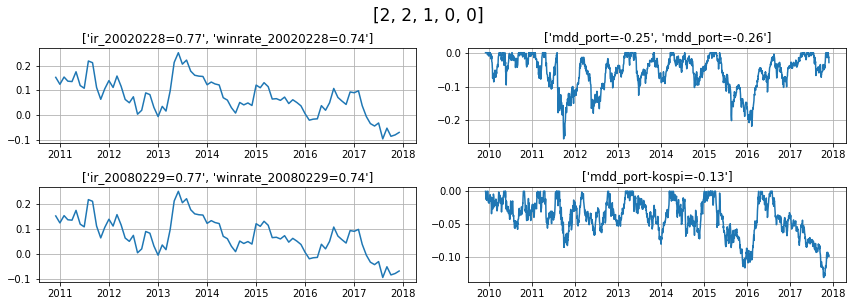 [2, 2, 1, 0, 0]
['ir_20020228=0.77', 'winrate_20020228=0.74']
0.2
0.1
0.0
−0.1
2011 2012 2013 2014 2015 2016 2017 2018
['mdd_port=-0.25', 'mdd_port=-0.26']
0.0
−0.1
−0.2
2010 2011 2012 2013 2014 2015 2016 2017 2018
['ir_20080229=0.77', 'winrate_20080229=0.74']
0.2
0.1
0.0
−0.1
2011 2012 2013 2014 2015 2016 2017 2018
['mdd_port-kospi=-0.13']
0.00
−0.05
−0.10
2010 2011 2012 2013 2014 2015 2016 2017 2018